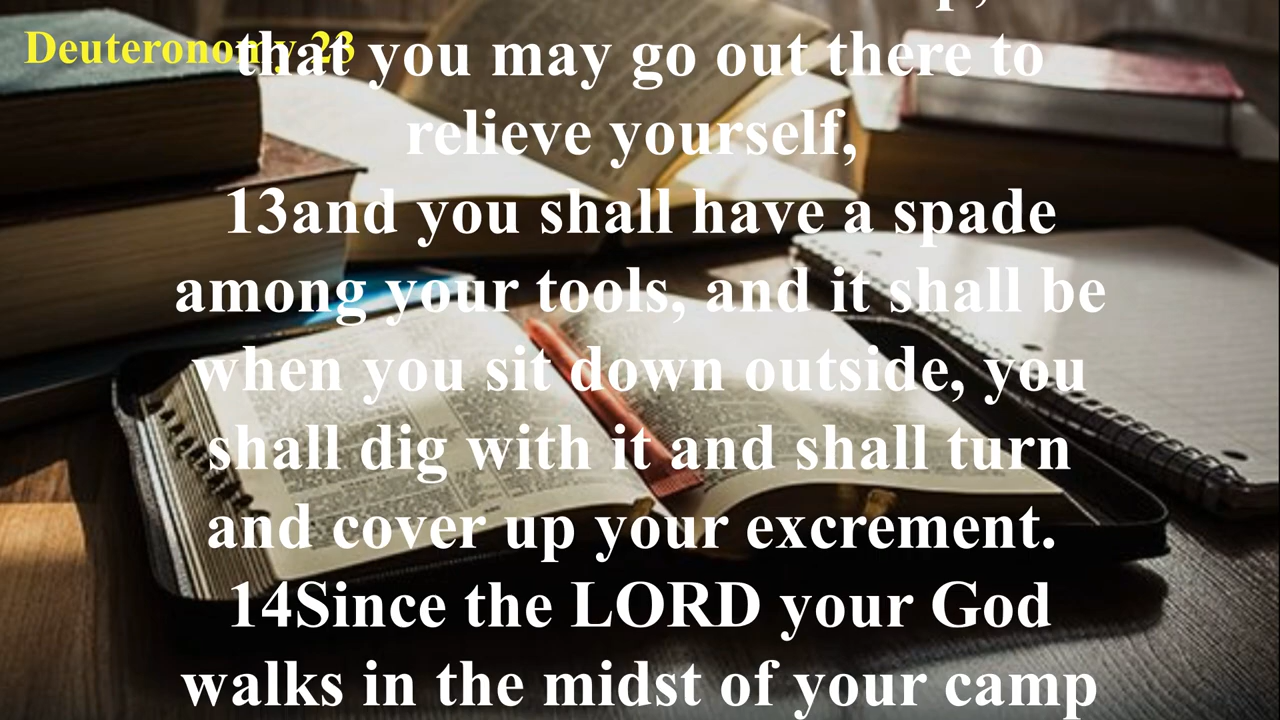 Deuteronomy 23
that you may go out there to
relieve yourself,
13and you shall have a spade
among your tools, and it shall be
when you sit down outside, you
shall dig with it and shall turn
and cover up your excrement.
14Since the LORD your God
walks in the midst of your camp